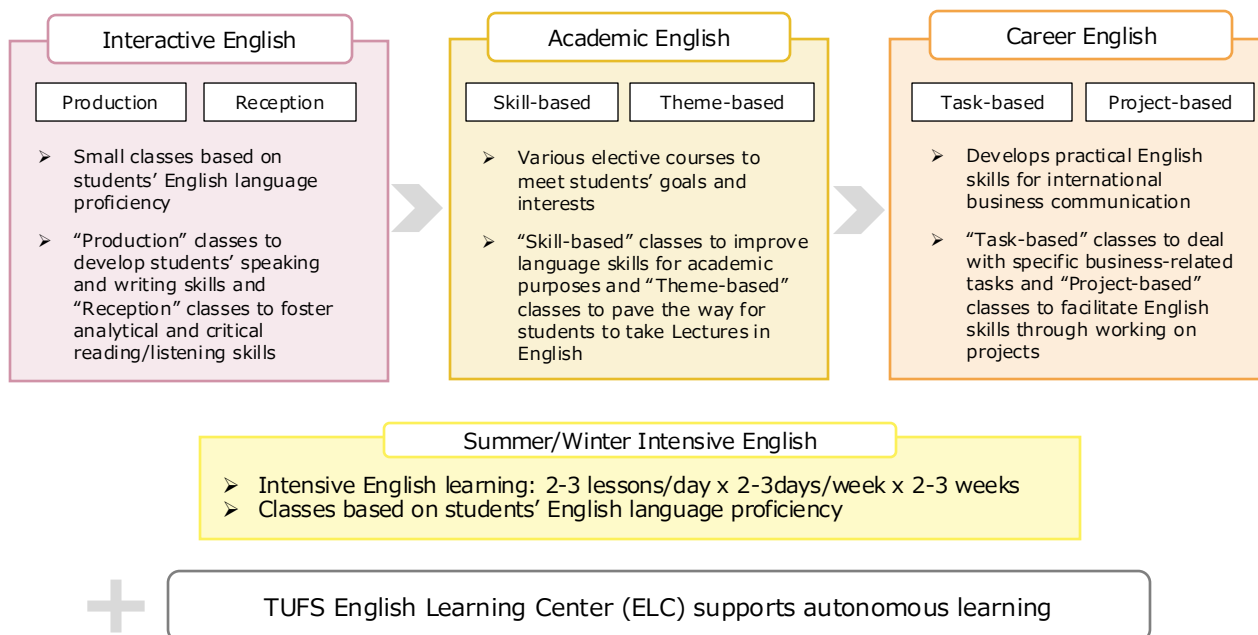 Interactive English
Production
Reception
➢ Small classes based on
students’ English language
proficiency
➢ “Production” classes to
develop students’ speaking
and writing skills and
“Reception” classes to foster
analytical and critical
reading/listening skills
Academic English
Skill-based
Theme-based
➢ Various elective courses to
meet students’ goals and
interests
➢ “Skill-based” classes to improve
language skills for academic
purposes and “Theme-based”
classes to pave the way for
students to take Lectures in
English
Career English
Task-based
Project-based
➢ Develops practical English
skills for international
business communication
➢ “Task-based” classes to deal
with specific business-related
tasks and “Project-based”
classes to facilitate English
skills through working on
projects
Summer/Winter Intensive English
➢ Intensive English learning: 2-3 lessons/day x 2-3days/week x 2-3 weeks
➢ Classes based on students’ English language proficiency
TUFS English Learning Center (ELC) supports autonomous learning